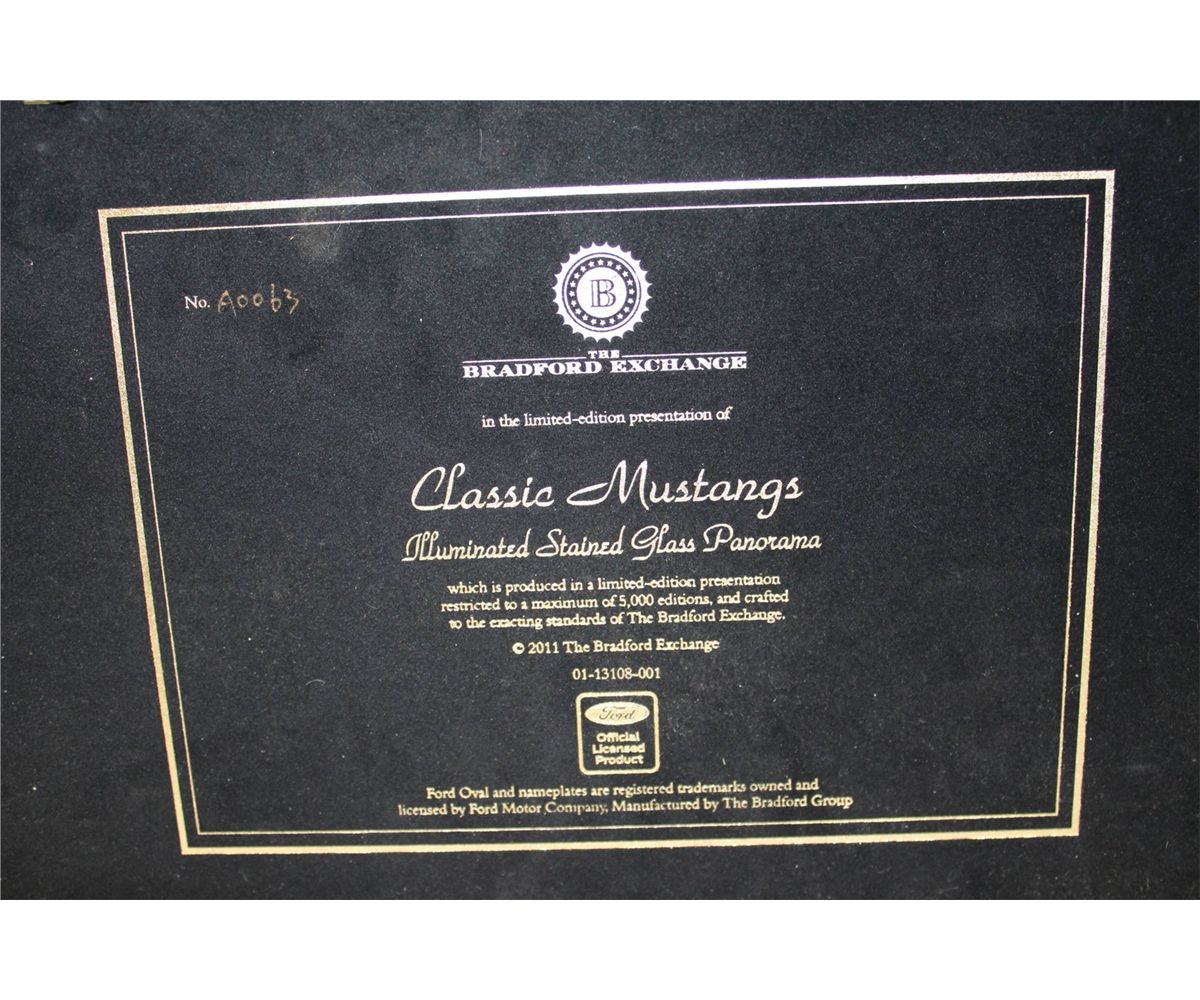 No. A0063
B
THE
BRADFORD EXCHANGE
in the limited-edition presentation of
Classic Mustangs
Illuminated Stained Glass Panorama
which is produced in a limited-edition presentation
restricted to a maximum of 5,000 editions, and crafted
to the exacting standards of The Bradford Exchange.
© 2011 The Bradford Exchange
01-13108-001
Ford
Official
Licensed
Product
Ford Oval and nameplates are registered trademarks owned and
licensed by Ford Motor Company, Manufactured by The Bradford Group